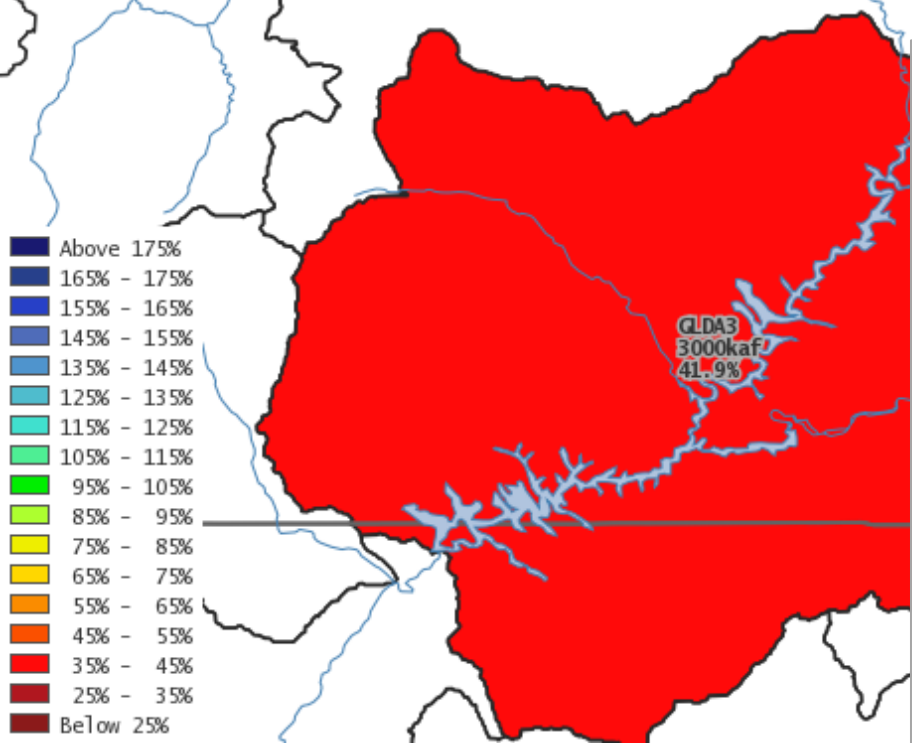 Above 175%
165% - 175%
155% - 165%
145% - 155%
135% - 145%
125% - 135%
115% - 125%
105% - 115%
95% - 105%
85% - 95%
75% - 85%
65% - 75%
55% - 65%
45% - 55%
35% - 45%
25% - 35%
Below 25%
GLDA3
3000kaf
41.9%